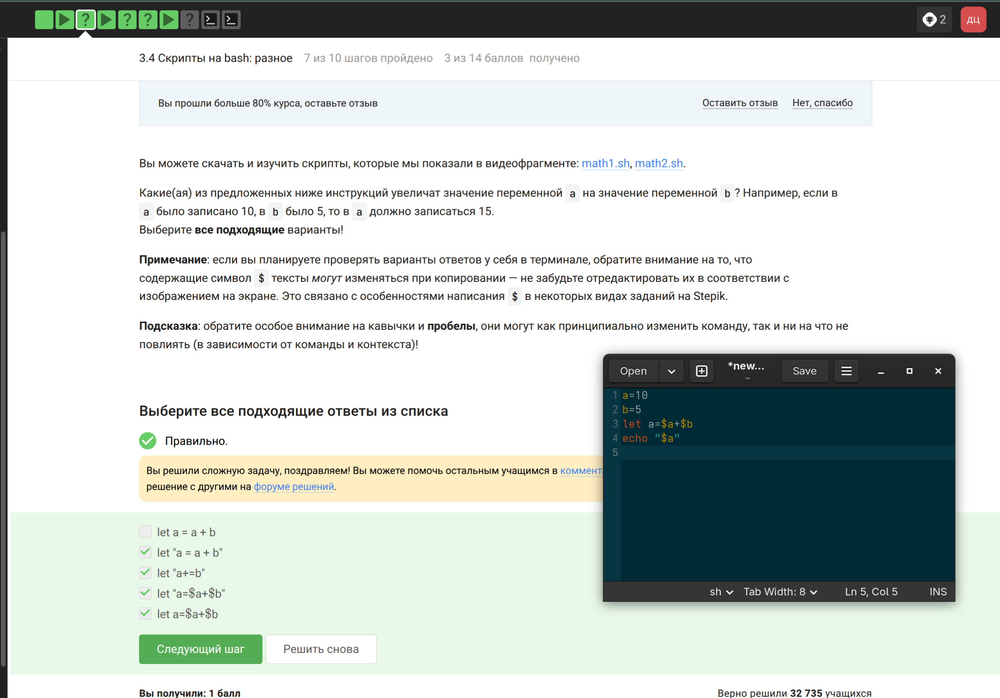 2
ДЦ
3.4 Скрипты на bash: разное 7 из 10 шагов пройдено 3 из 14 баллов получено
Вы прошли больше 80% курса, оставьте отзыв Оставить отзыв Нет, спасибо
Вы можете скачать и изучить скрипты, которые мы показали в видеофрагменте: math1.sh, math2.sh.
Какие(ая) из предложенных ниже инструкций увеличат значение переменной a на значение переменной b? Например, если в
a было записано 10, в b было 5, то в a должно записаться 15.
Выберите все подходящие варианты!
Примечание: если вы планируете проверять варианты ответов у себя в терминале, обратите внимание на то, что
содержащие символ $ тексты могут изменяться при копировании — не забудьте отредактировать их в соответствии с
изображением на экране. Это связано с особенностями написания $ в некоторых видах заданий на Stepik.
Подсказка: обратите особое внимание на кавычки и пробелы, они могут как принципиально изменить команду, так и ни на что не
повлиять (в зависимости от команды и контекста)!
Выберите все подходящие ответы из списка
Правильно.
Вы решили сложную задачу, поздравляем! Вы можете помочь остальным учащимся в
решение с другими на форуме решений.
let a = a + b
let "a = a + b"
let "a+=b"
let "a=$a+$b"
let a=$a+$b
Следующий шаг Решить снова
Вы получили: 1 балл Верно решили 32 735 учащихся
Open *new... Save
~
1 a=10
2 b=5
3 let a=$a+$b
4 echo "$a"
5
sh Tab Width: 8 Ln 5, Col 5 INS